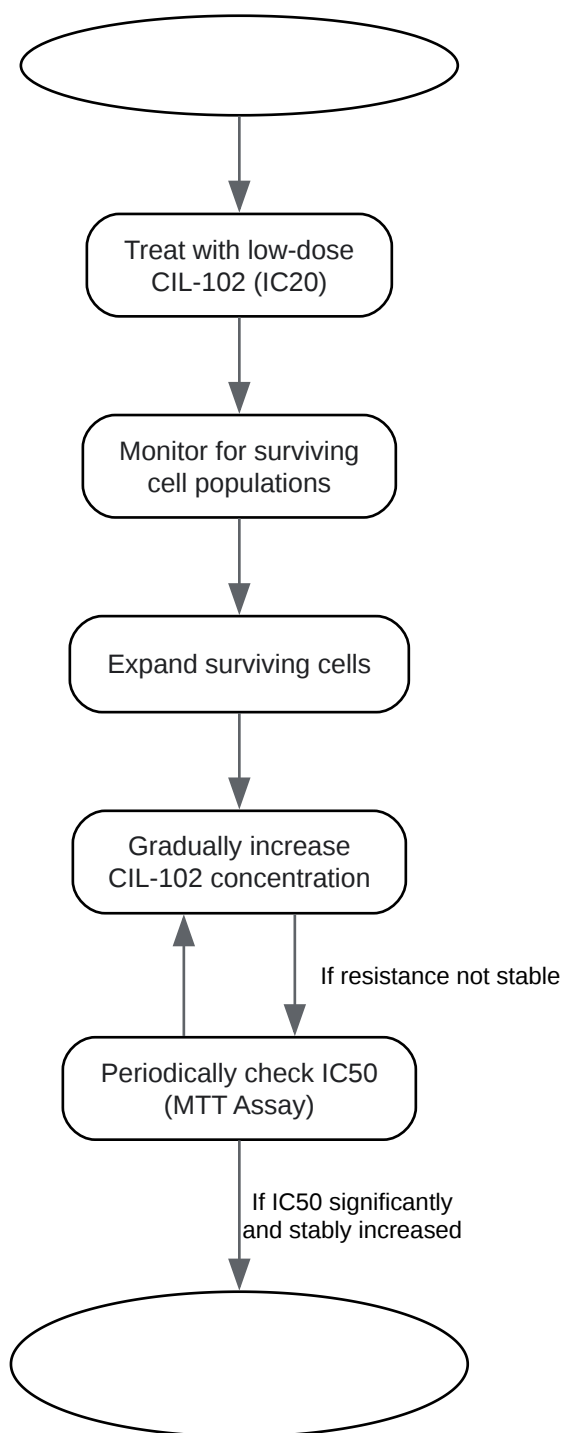 Treat with low-dose
CIL-102 (IC20)
Monitor for surviving
cell populations
Expand surviving cells
Gradually increase
CIL-102 concentration
If resistance not stable
Periodically check IC50
(MTT Assay)
If IC50 significantly
and stably increased